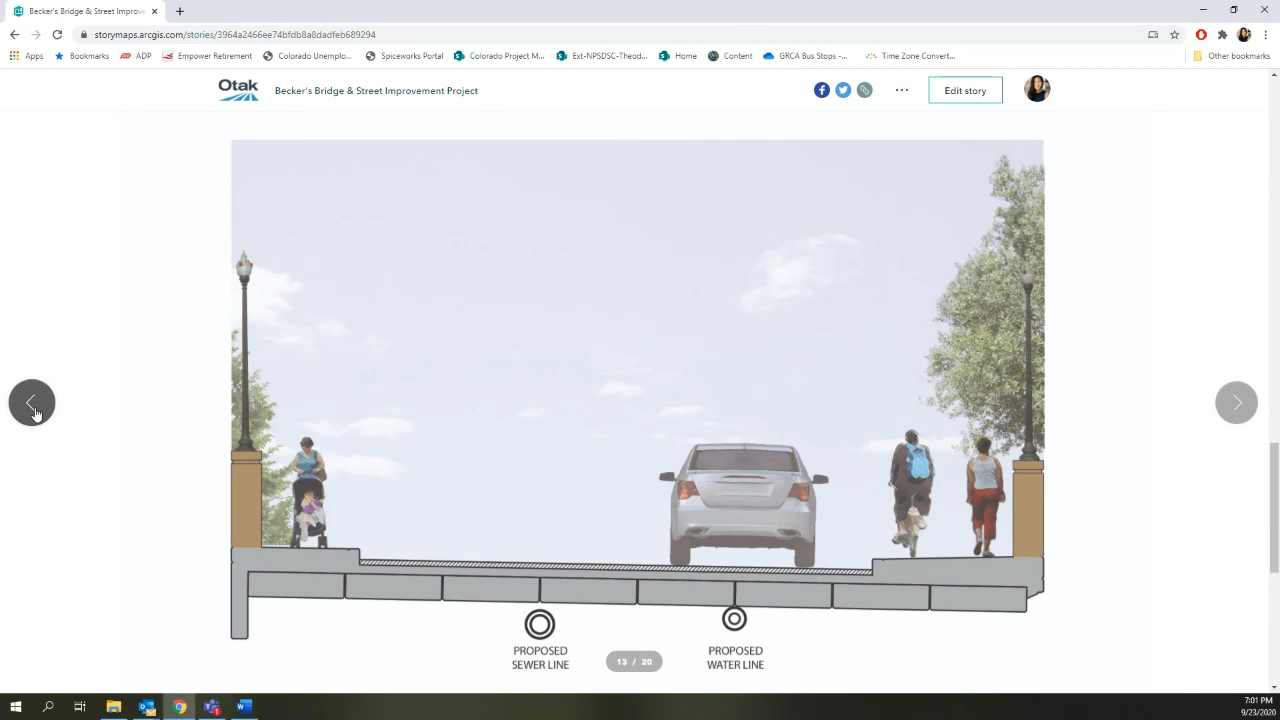 Becker's Bridge & Street Improve
storymaps.arcgis.com/stories/3964a2466ee74bfdb8a8dadfeb689294
Apps Bookmarks ADP Empower Retirement Colorado Unemplo... Spiceworks Portal Colorado Project M... Ext-NPSDSC-Theod... Home Content GRCA Bus Stops -... Time Zone Convert... Other bookmarks
Otak Becker's Bridge & Street Improvement Project Edit story
PROPOSED
SEWER LINE
13 / 20
PROPOSED
WATER LINE
7:01 PM
9/23/2020